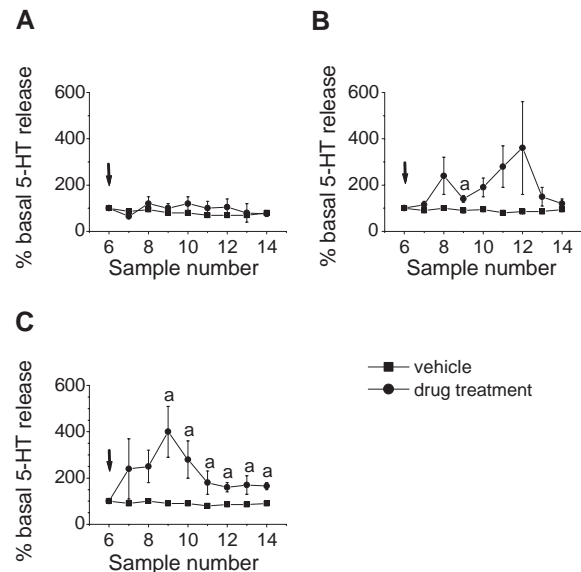 A
% basal 5-HT release
600
400
200
0
6 8 10 12 14
Sample number
B
% basal 5-HT release
600
400
200
0
a
6 8 10 12 14
Sample number
C
% basal 5-HT release
600
400
200
0
a
a
a
a
a
a
6 8 10 12 14
Sample number
vehicle
drug treatment